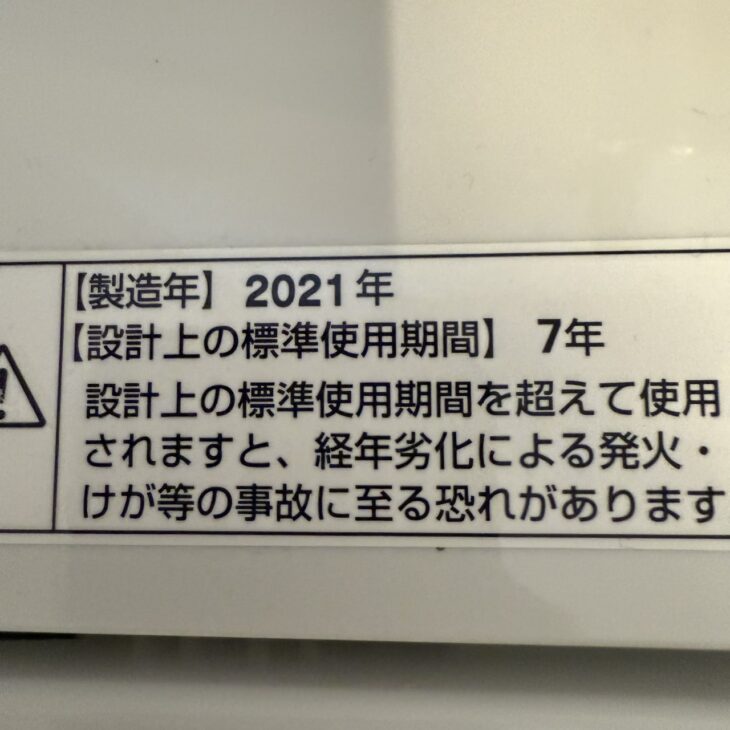 【製造年】 2021年
【設計上の標準使用期間】 7年
設計上の標準使用期間を超えて使用
されますと、経年劣化による発火・
けが等の事故に至る恐れがあります